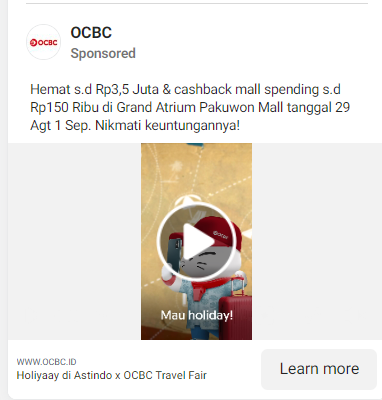 OCBC
OCBC
Sponsored
Hemat s.d Rp3,5 Juta & cashback mall spending s.d
Rp150 Ribu di Grand Atrium Pakuwon Mall tanggal 29
Agt 1 Sep. Nikmati keuntungannya!
OCBC
Mau holiday!
WWW.OCBC.ID
Holiyaay di Astindo x OCBC Travel Fair
Learn more